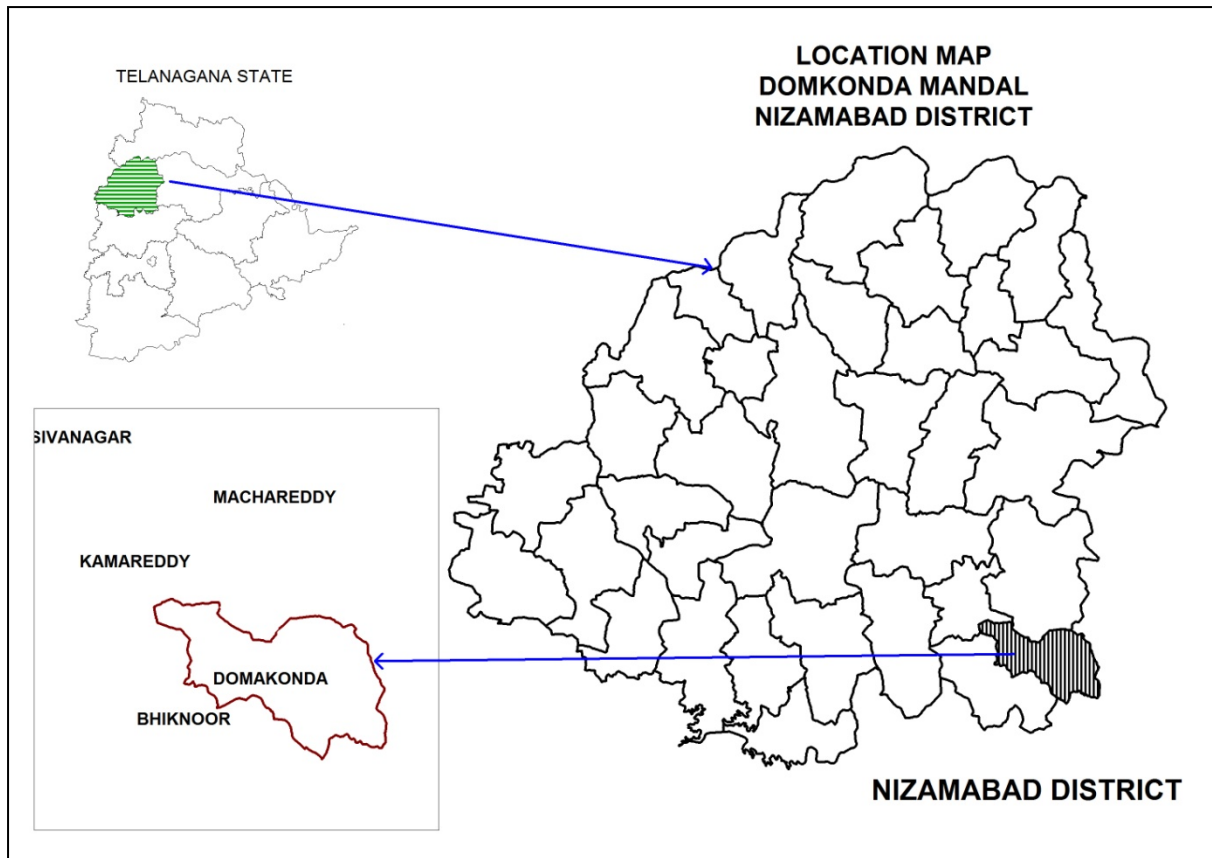 TELANAGANA STATE
LOCATION MAP
DOMKONDA MANDAL
NIZAMABAD DISTRICT
SIVANAGAR
MACHAREDDY
KAMAREDDY
DOMAKONDA
BHIKNOOR
NIZAMABAD DISTRICT